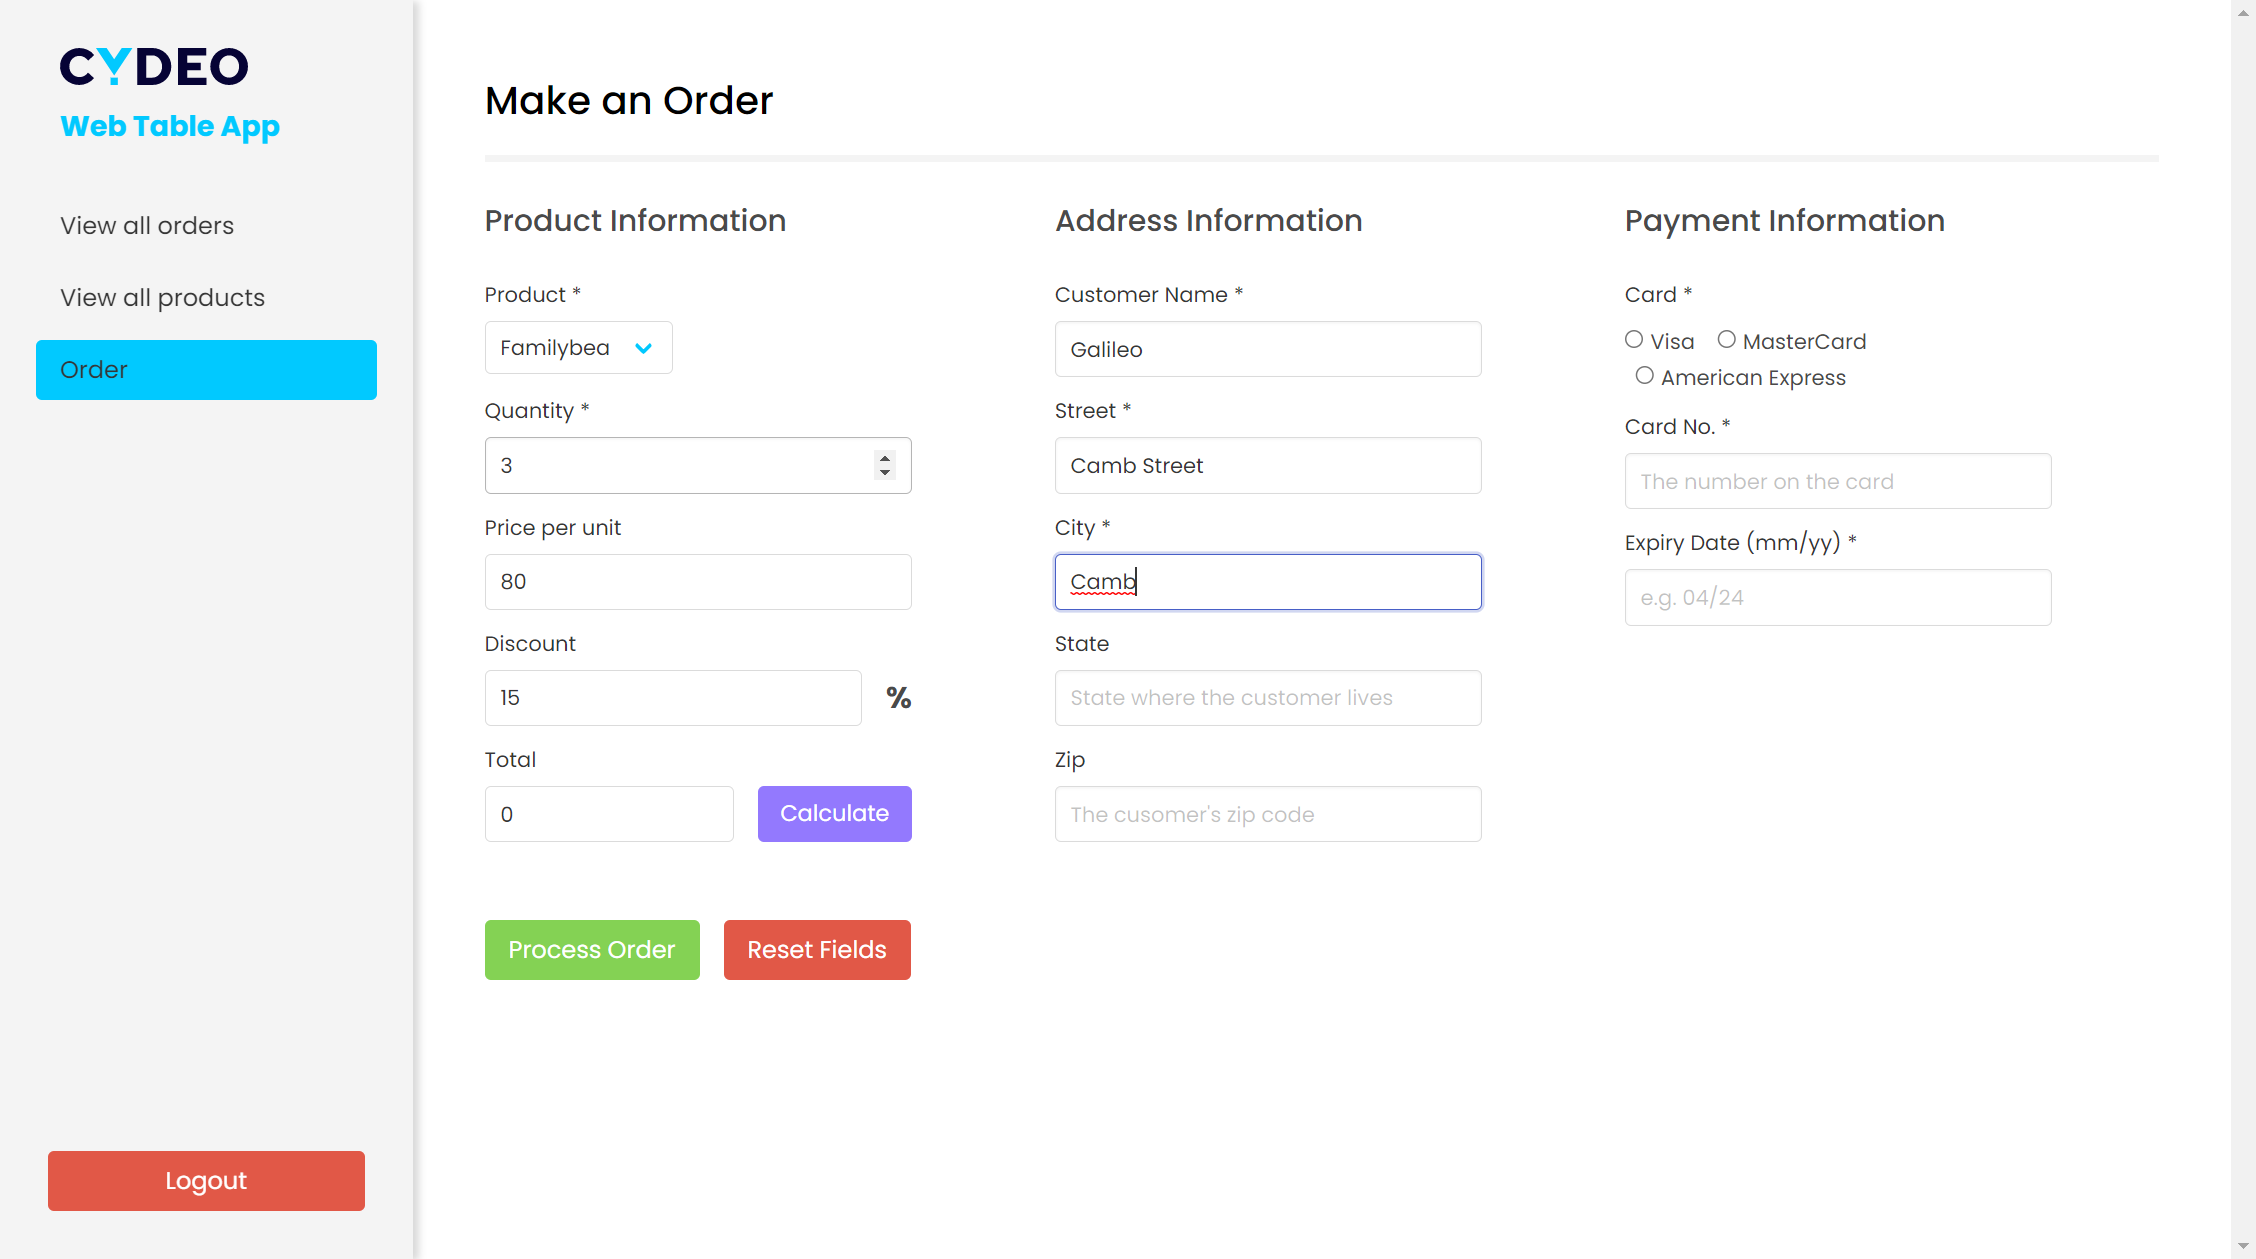 CYDEO
Web Table App
View all orders
View all products
Order
Logout
Make an Order
Product Information
Product *
Familybea
Quantity *
3
Price per unit
80
Discount
15
%
Total
0
Calculate
Process Order
Reset Fields
Address Information
Customer Name *
Galileo
Street *
Camb Street
City *
Camb
State
State where the customer lives
Zip
The cusomer's zip code
Payment Information
Card *
Visa
MasterCard
American Express
Card No. *
The number on the card
Expiry Date (mm/yy) *
e.g. 04/24